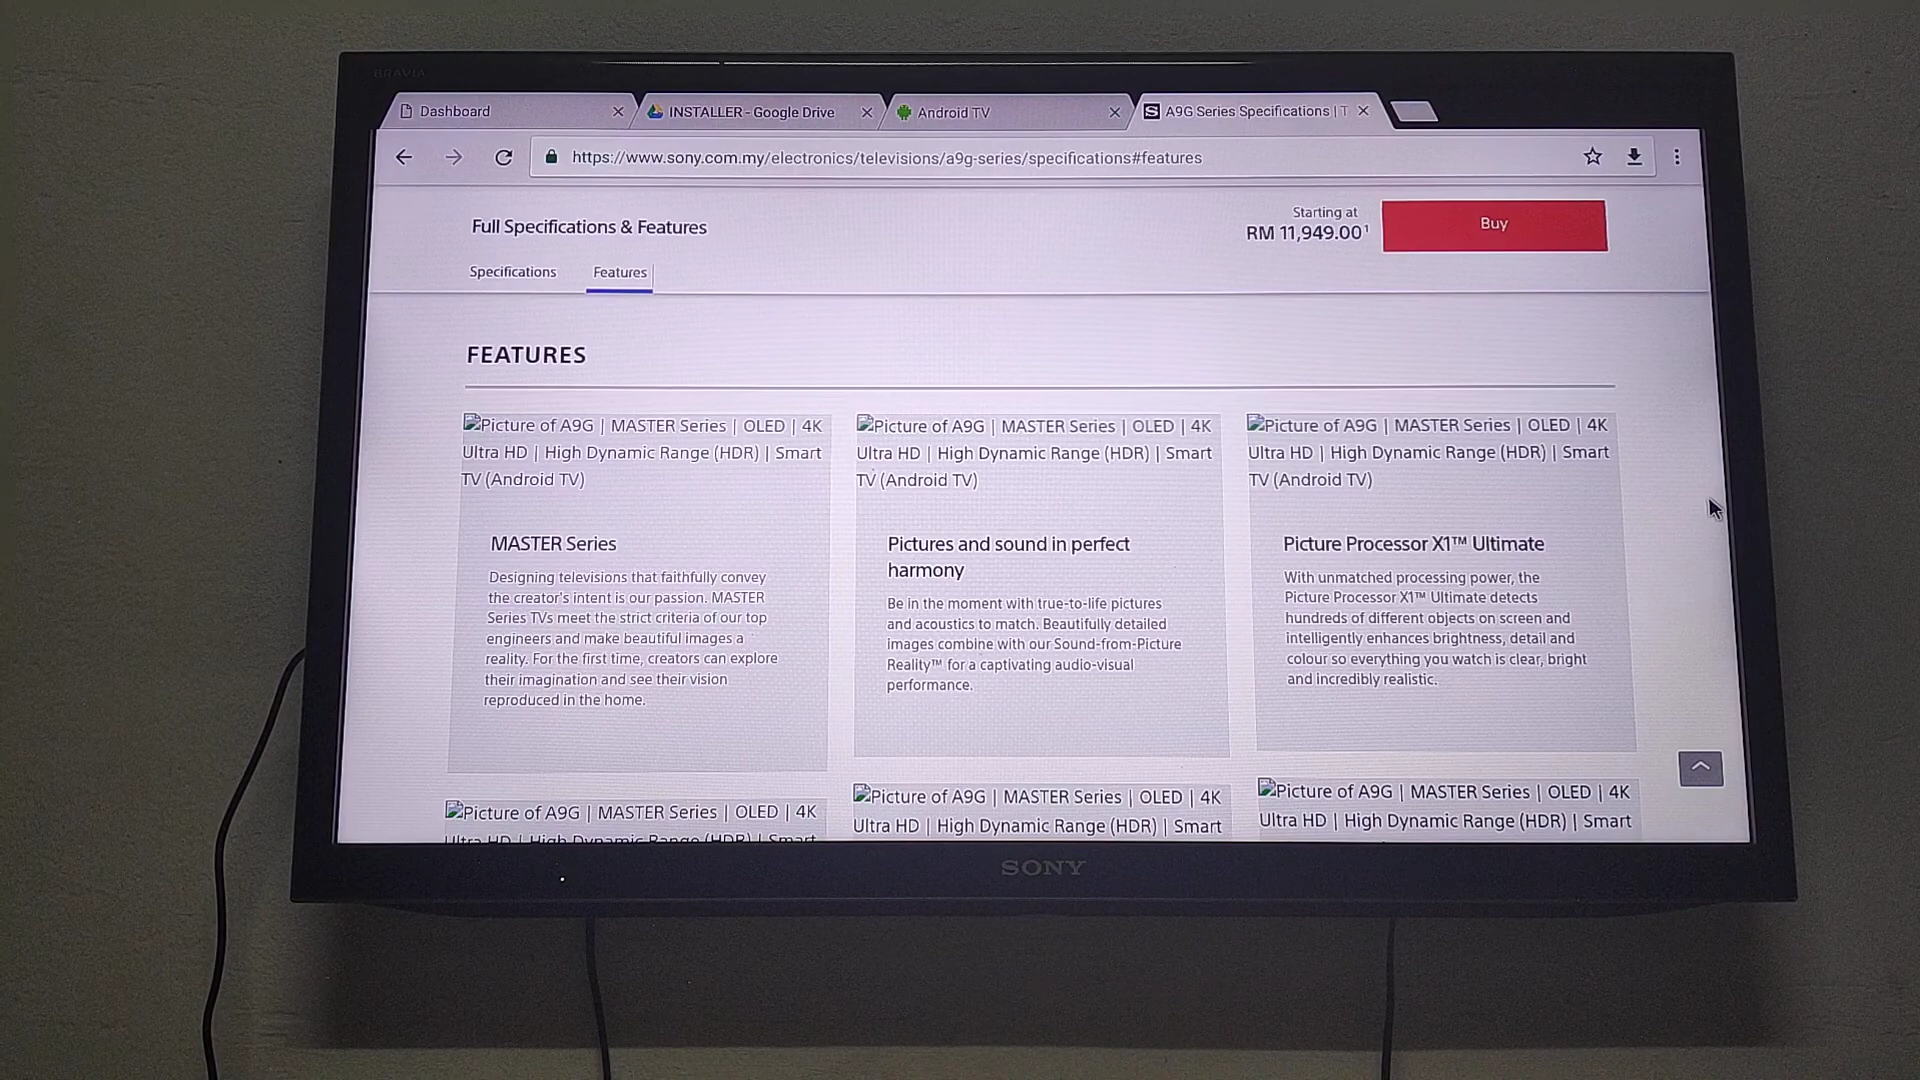 BRAVIA
Dashboard
INSTALLER - Google Drive
Android TV
A9G Series Specifications | T
https://www.sony.com.my/electronics/televisions/a9g-series/specifications#features
Full Specifications & Features
Starting at
RM 11,949.00¹
Buy
Specifications
Features
FEATURES
Picture of A9G | MASTER Series | OLED | 4K
Ultra HD | High Dynamic Range (HDR) | Smart
TV (Android TV)
MASTER Series
Designing televisions that faithfully convey
the creator's intent is our passion. MASTER
Series TVs meet the strict criteria of our top
engineers and make beautiful images a
reality. For the first time, creators can explore
their imagination and see their vision
reproduced in the home.
Picture of A9G | MASTER Series | OLED | 4K
Ultra HD | High Dynamic Range (HDR) | Smart
TV (Android TV)
Pictures and sound in perfect
harmony
Be in the moment with true-to-life pictures
and acoustics to match. Beautifully detailed
images combine with our Sound-from-Picture
Reality™ for a captivating audio-visual
performance.
Picture of A9G | MASTER Series | OLED | 4K
Ultra HD | High Dynamic Range (HDR) | Smart
TV (Android TV)
Picture Processor X1™ Ultimate
With unmatched processing power, the
Picture Processor X1™ Ultimate detects
hundreds of different objects on screen and
intelligently enhances brightness, detail and
colour so everything you watch is clear, bright
and incredibly realistic.
Picture of A9G | MASTER Series | OLED | 4K
Ultra HD | High Dynamic Range (HDR) | Smart
Picture of A9G | MASTER Series | OLED | 4K
Ultra HD | High Dynamic Range (HDR) | Smart
Picture of A9G | MASTER Series | OLED | 4K
Ultra HD | High Dynamic Range (HDR) | Smart
SONY